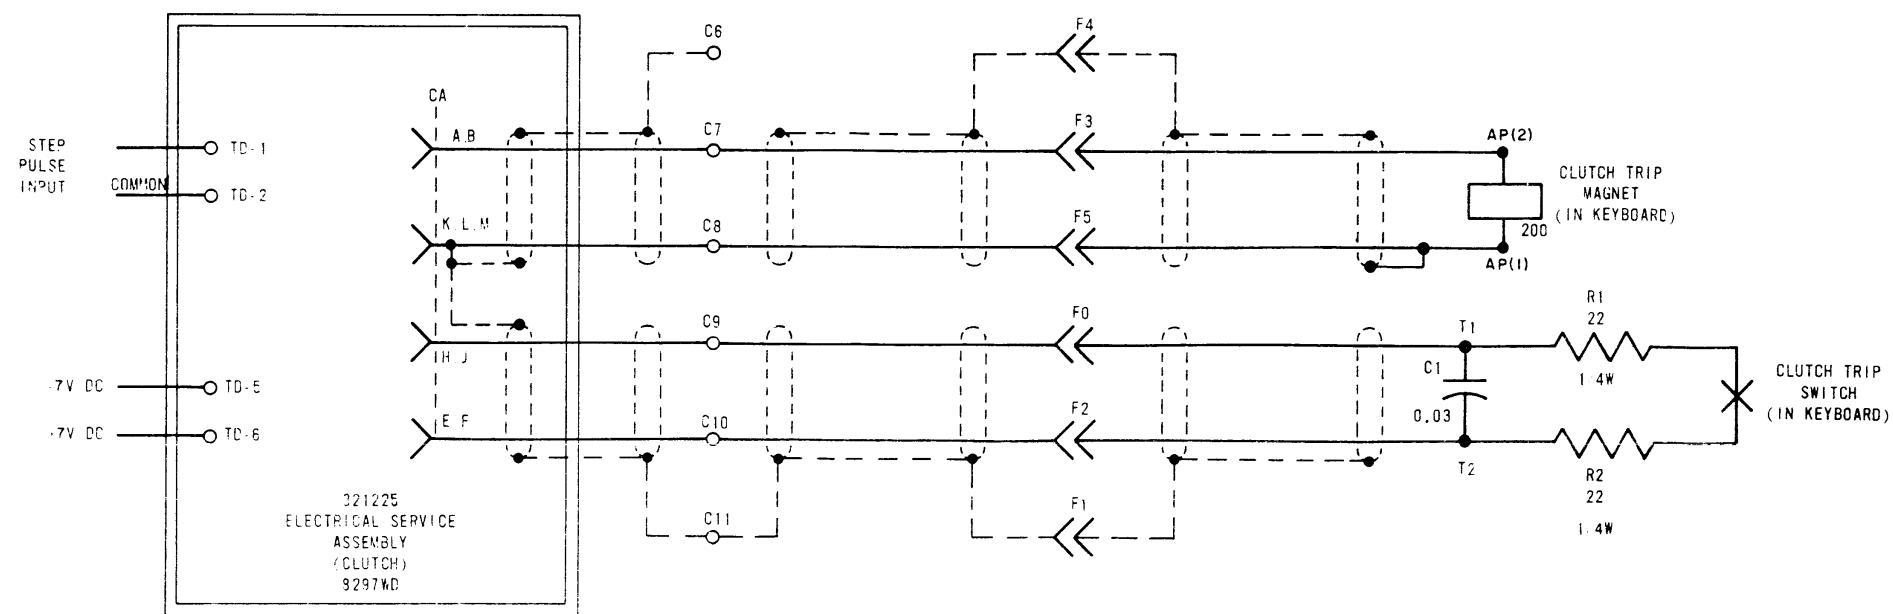 C6
F4
CA
STEP
PULSE
INPUT
TD-1
A,B
C7
F3
AP(2)
CLUTCH TRIP
MAGNET
(IN KEYBOARD)
COMMON
TD-2
K,L,M
C8
F5
200
AP(1)
H,J
C9
F0
T1
R1
22
1/4W
C1
0.03
CLUTCH TRIP
SWITCH
(IN KEYBOARD)
-7V DC
TD-5
-7V DC
TD-6
E,F
C10
F2
T2
R2
22
1/4W
C11
F1
321225
ELECTRICAL SERVICE
ASSEMBLY
(CLUTCH)
8297WD